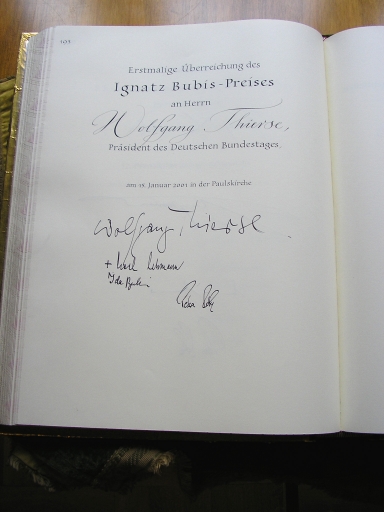 Erstmalige Überreichung des
Ignatz Bubis-Preises
an Herrn
Wolfgang Thierse,
Präsident des Deutschen Bundestages.
am 15. Januar 2001 in der Paulskirche
Wolfgang Thierse
+ Karl Lehmann
Ida Bubis